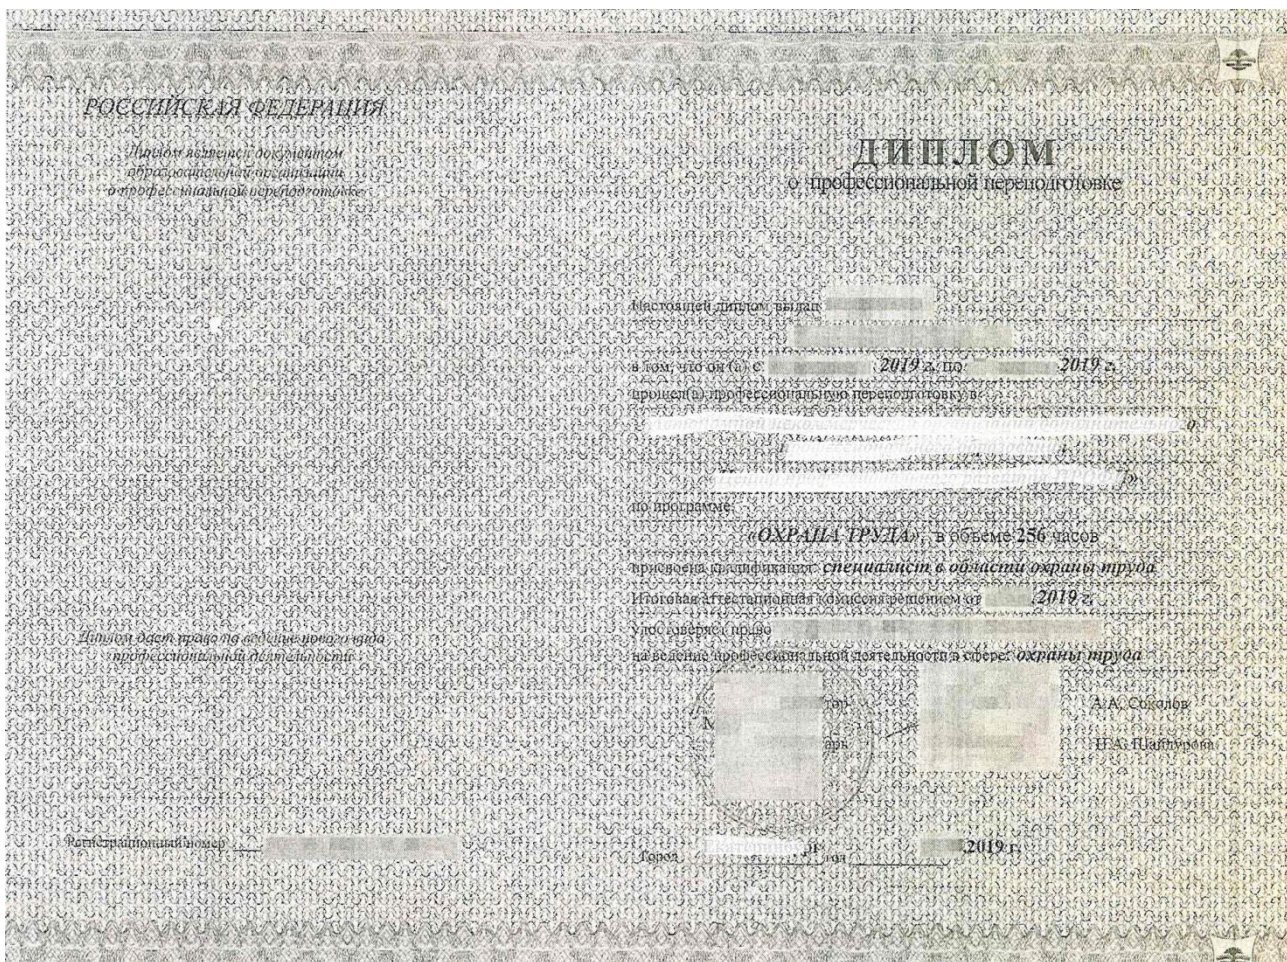 РОССИЙСКАЯ ФЕДЕРАЦИЯ
Диплом является документом
образовательной организации
о профессиональной переподготовке
Диплом дает право на ведение нового вида
профессиональной деятельности
Регистрационный номер
ДИПЛОМ
о профессиональной переподготовке
Настоящей диплом выдан
в том, что он (а) с 2019 г. по 2019 г.
прошел(а) профессиональную переподготовку в
по программе:
«ОХРАНА ТРУДА», в объеме 256 часов
присвоена квалификация: специалист в области охраны труда
Итоговая аттестационная комиссия решением от .2019 г.
удостоверяет право
на ведение профессиональной деятельности в сфере: охраны труда
А.А. Соколов
Н.А. Шайдурова
Город год .2019 г.